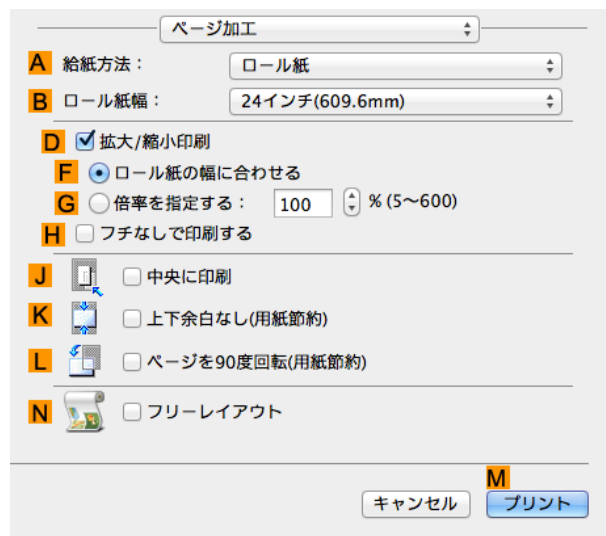 ページ加工
A 給紙方法： ロール紙
B ロール紙幅： 24インチ(609.6mm)
D 拡大/縮小印刷
F ロール紙の幅に合わせる
G 倍率を指定する： 100 % (5〜600)
H フチなしで印刷する
J 中央に印刷
K 上下余白なし(用紙節約)
L ページを90度回転(用紙節約)
N フリーレイアウト
M
キャンセル プリント